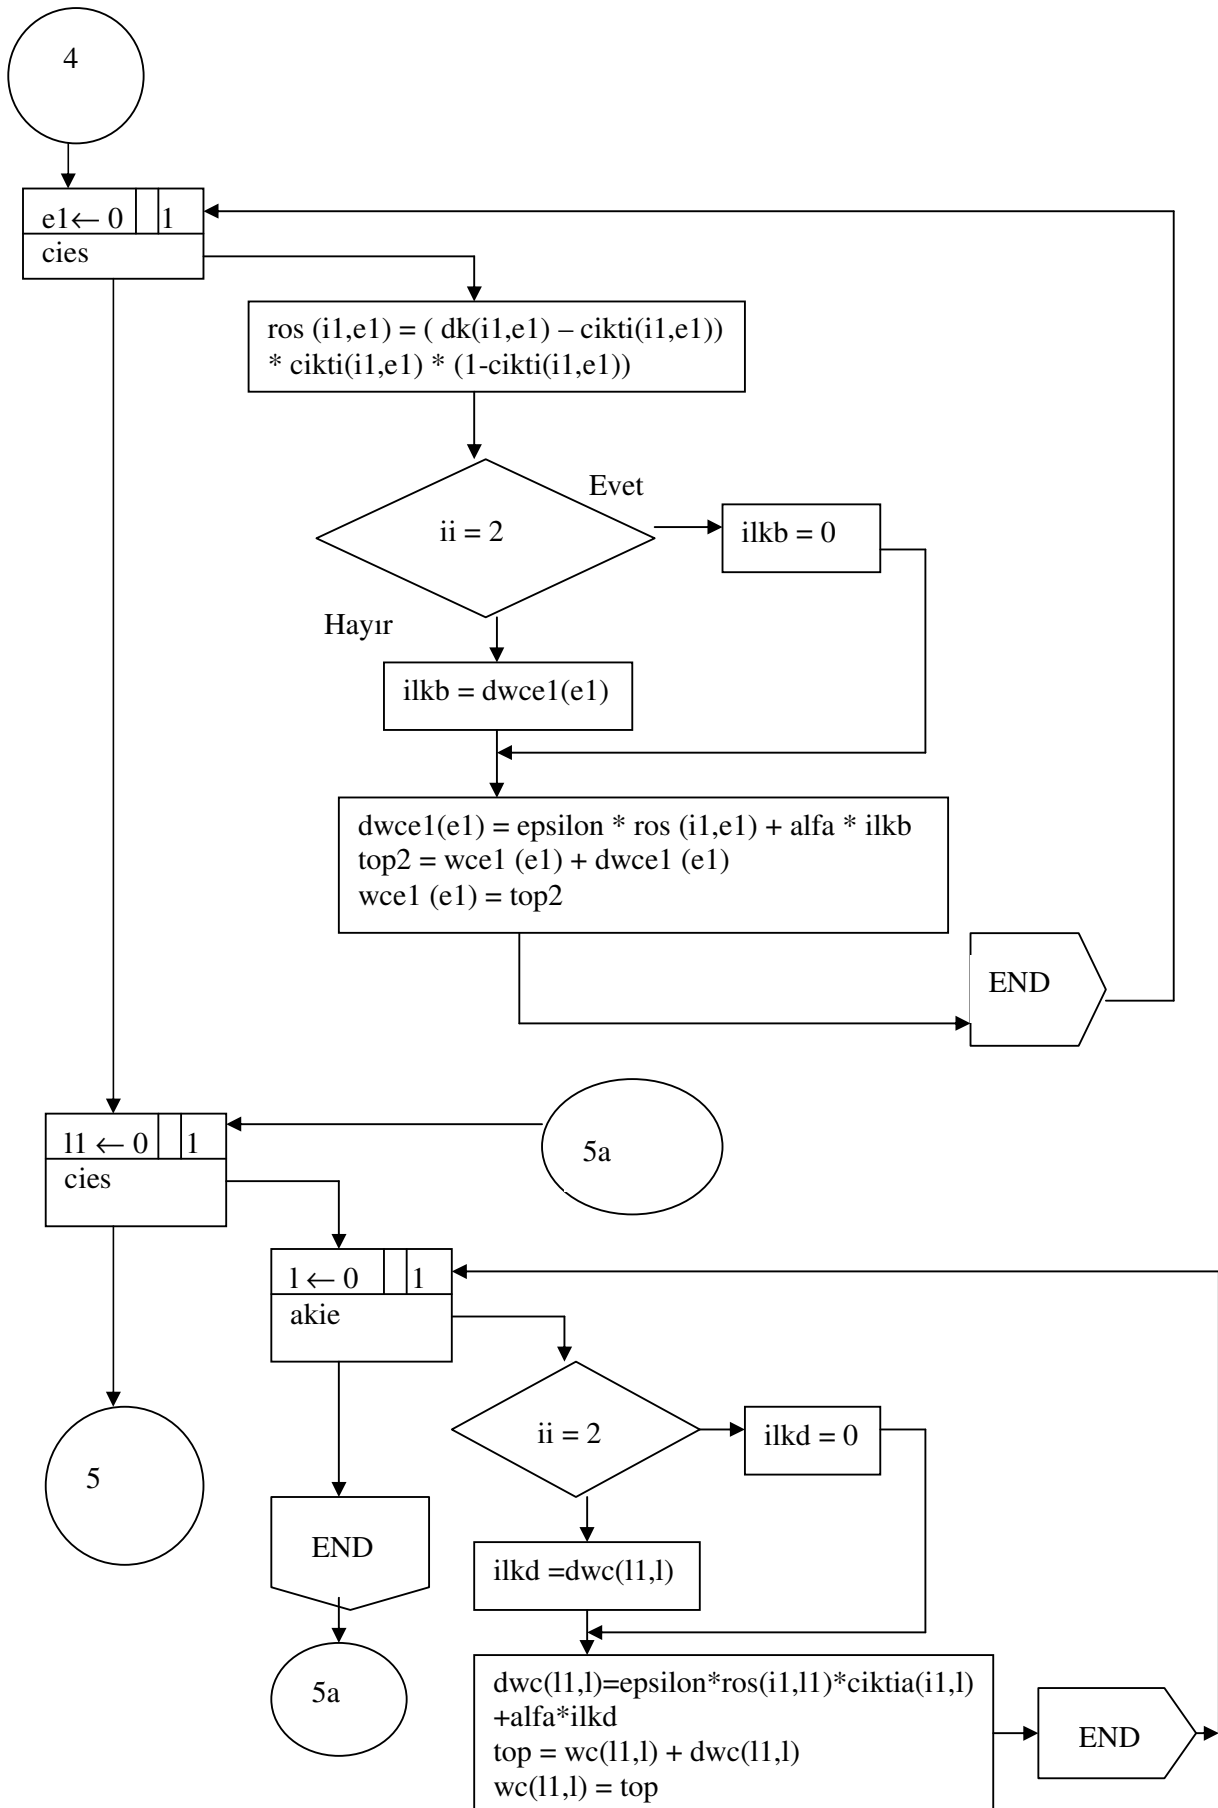 4
e1← 0 1
cies
ros (i1,e1) = ( dk(i1,e1) – cikti(i1,e1))
* cikti(i1,e1) * (1-cikti(i1,e1))
Evet
ii = 2
ilkb = 0
Hayır
ilkb = dwce1(e1)
dwce1(e1) = epsilon * ros (i1,e1) + alfa * ilkb
top2 = wce1 (e1) + dwce1 (e1)
wce1 (e1) = top2
END
l1 ← 0 1
cies
5a
l ← 0 1
akie
ii = 2
ilkd = 0
5
END
ilkd =dwc(l1,l)
5a
dwc(l1,l)=epsilon*ros(i1,l1)*ciktia(i1,l)
+alfa*ilkd
top = wc(l1,l) + dwc(l1,l)
wc(l1,l) = top
END